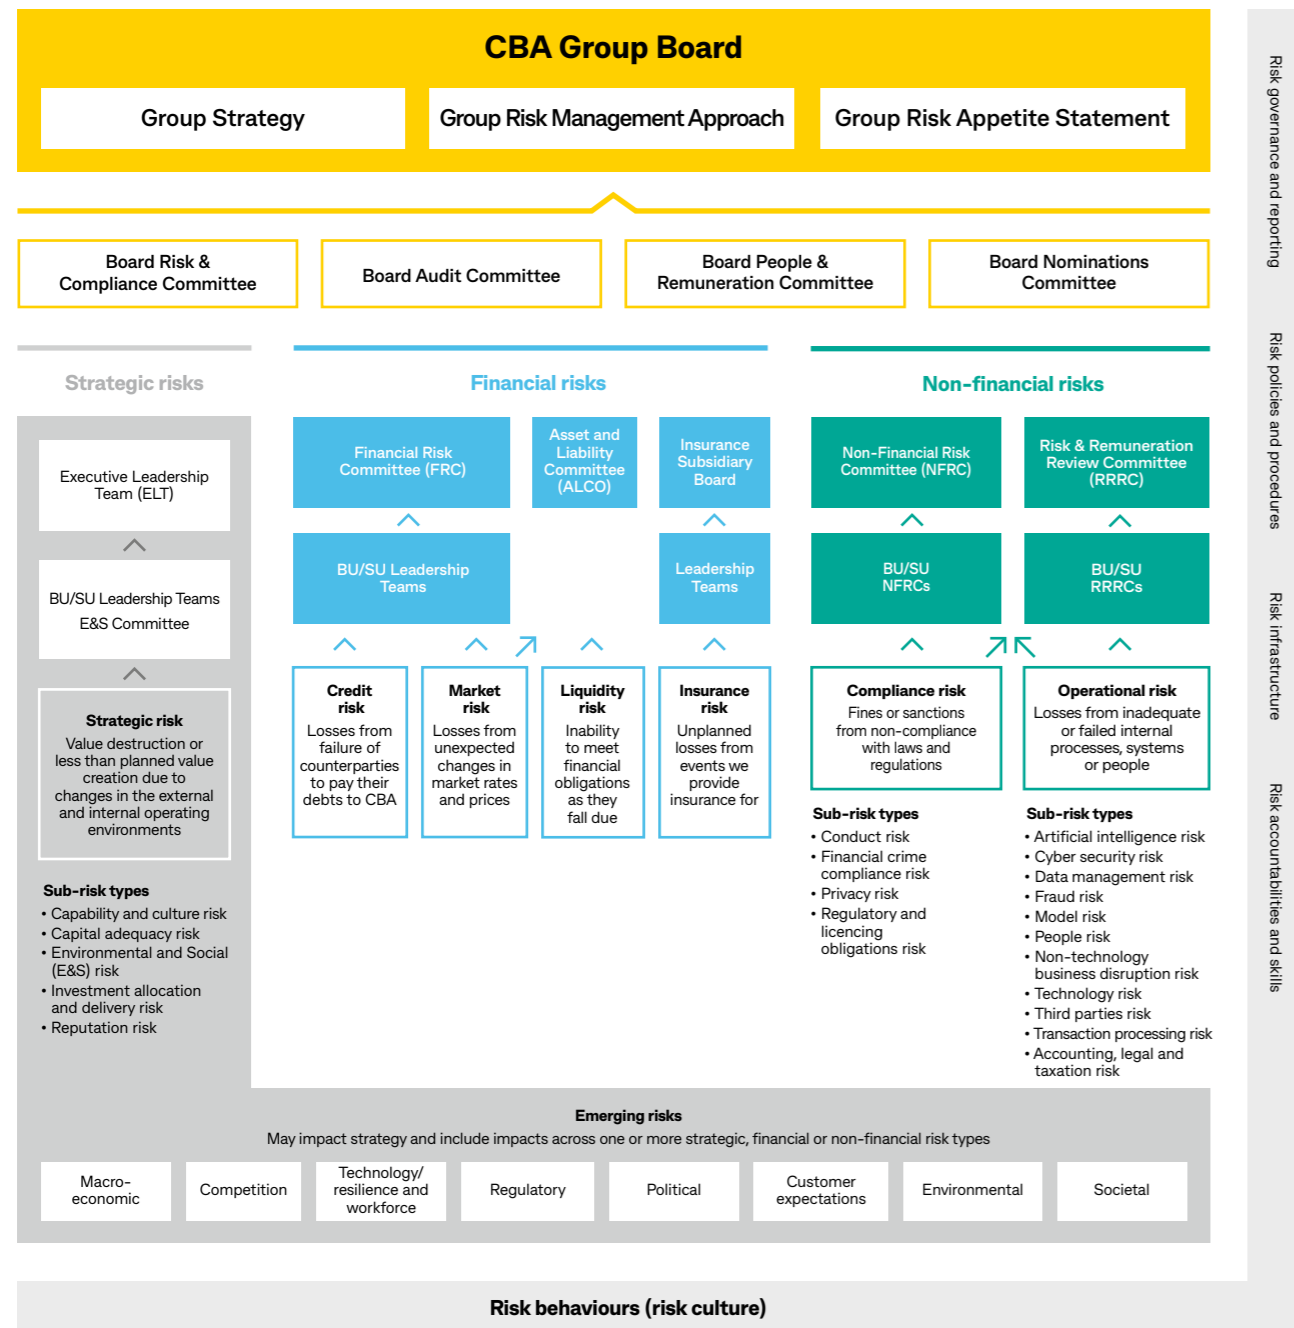 CBA Group Board
Group Strategy
Group Risk Management Approach
Group Risk Appetite Statement
Board Risk &
Compliance Committee
Board Audit Committee
Board People &
Remuneration Committee
Board Nominations
Committee
Strategic risks
Executive Leadership
Team (ELT)
BU/SU Leadership Teams
E&S Committee
Strategic risk
Value destruction or
less than planned value
creation due to
changes in the external
and internal operating
environments
Sub-risk types
• Capability and culture risk
• Capital adequacy risk
• Environmental and Social
(E&S) risk
• Investment allocation
and delivery risk
• Reputation risk
Financial risks
Financial Risk
Committee (FRC)
Asset and
Liability
Committee
(ALCO)
Insurance
Subsidiary
Board
BU/SU Leadership
Teams
Leadership
Teams
Credit
risk
Losses from
failure of
counterparties
to pay their
debts to CBA
Market
risk
Losses from
unexpected
changes in
market rates
and prices
Liquidity
risk
Inability
to meet
financial
obligations
as they
fall due
Insurance
risk
Unplanned
losses from
events we
provide
insurance for
Non-financial risks
Non-Financial Risk
Committee (NFRC)
Risk & Remuneration
Review Committee
(RRRC)
BU/SU
NFRCs
BU/SU
RRRCs
Compliance risk
Fines or sanctions
from non-compliance
with laws and
regulations
Sub-risk types
• Conduct risk
• Financial crime
compliance risk
• Privacy risk
• Regulatory and
licencing
obligations risk
Operational risk
Losses from inadequate
or failed internal
processes, systems
or people
Sub-risk types
• Artificial intelligence risk
• Cyber security risk
• Data management risk
• Fraud risk
• Model risk
• People risk
• Non-technology
business disruption risk
• Technology risk
• Third parties risk
• Transaction processing risk
• Accounting, legal and
taxation risk
Emerging risks
May impact strategy and include impacts across one or more strategic, financial or non-financial risk types
Macro-
economic
Competition
Technology/
resilience and
workforce
Regulatory
Political
Customer
expectations
Environmental
Societal
Risk governance and reporting
Risk policies and procedures
Risk infrastructure
Risk accountabilities and skills
Risk behaviours (risk culture)